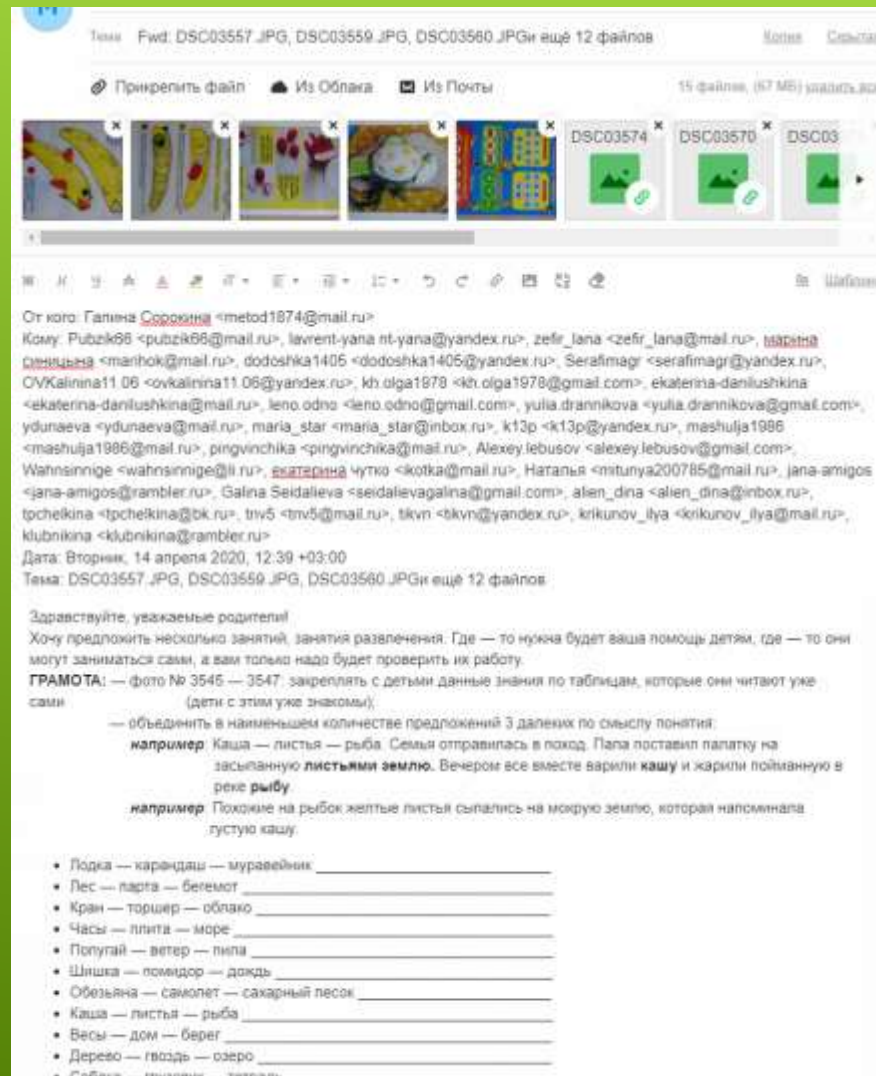 М
Тема Fwd: DSC03557.JPG, DSC03559.JPG, DSC03560.JPGи ещё 12 файлов Копия
Прикрепить файл Из Облака Из Почты 15 файлов, (67 МБ) удалить все
DSC03574 DSC03570 DSC03
От кого: Галина Сорокина <metod1874@mail.ru>
Кому: Pubzik66 <pubzik66@mail.ru>, lavrent-yana nt-yana@yandex.ru>, zefir_lana <zefir_lana@mail.ru>, марина
синицына <marihok@mail.ru>, dodoshka1405 <dodoshka1405@yandex.ru>, Serafimagr <serafimagr@yandex.ru>,
OVKalinina11.06 <ovkalinina11.06@yandex.ru>, kh.olga1978 <kh.olga1978@gmail.com>, ekaterina-danilushkina
<ekaterina-danilushkina@mail.ru>, leno.odno <leno.odno@gmail.com>, yulia.drannikova <yulia.drannikova@gmail.com>,
ydunaeva <ydunaeva@mail.ru>, maria_star <maria_star@inbox.ru>, k13p <k13p@yandex.ru>, mashulja1986
<mashulja1986@mail.ru>, pingvinchika <pingvinchika@mail.ru>, Alexey.lebusov <alexey.lebusov@gmail.com>,
Wahnsinnige <wahnsinnige@li.ru>, екатерина чутко <ikotka@mail.ru>, Наталья <mitunya200785@mail.ru>, jana-amigos
<jana-amigos@rambler.ru>, Galina Seidalieva <seidalievagalina@gmail.com>, alien_dina <alien_dina@inbox.ru>,
tpchelkina <tpchelkina@bk.ru>, tnv5 <tnv5@mail.ru>, tikvn <tikvn@yandex.ru>, krikunov_ilya <krikunov_ilya@mail.ru>,
klubnikina <klubnikina@rambler.ru>
Дата: Вторник, 14 апреля 2020, 12:39 +03:00
Тема: DSC03557.JPG, DSC03559.JPG, DSC03560.JPGи ещё 12 файлов
Здравствуйте, уважаемые родители!
Хочу предложить несколько занятий, занятия развлечения. Где — то нужна будет ваша помощь детям, где — то они
могут заниматься сами, а вам только надо будет проверить их работу.
ГРАМОТА: — фото № 3545 — 3547: закреплять с детьми данные знания по таблицам, которые они читают уже
сами (дети с этим уже знакомы);
— объединить в наименьшем количестве предложений 3 далеких по смыслу понятия:
например: Каша — листья — рыба. Семья отправилась в поход. Папа поставил палатку на
засыпанную листьями землю. Вечером все вместе варили кашу и жарили пойманную в
реке рыбу.
например: Похожие на рыбок желтые листья сыпались на мокрую землю, которая напоминала
густую кашу.
• Лодка — карандаш — муравейник
• Лес — парта — бегемот
• Кран — торшер — облако
• Часы — плита — море
• Попугай — ветер — пила
• Шишка — помидор — дождь
• Обезьяна — самолет — сахарный песок
• Каша — листья — рыба
• Весы — дом — берег
• Дерево — гвоздь — озеро